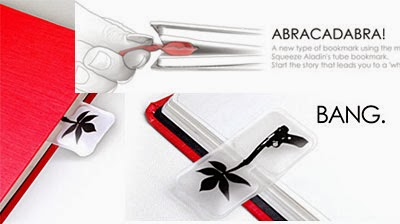 ABRACADABRA!
A new type of bookmark using the m
Squeeze Aladin's tube bookmark.
Start the story that leads you to a 'wh
BANG.